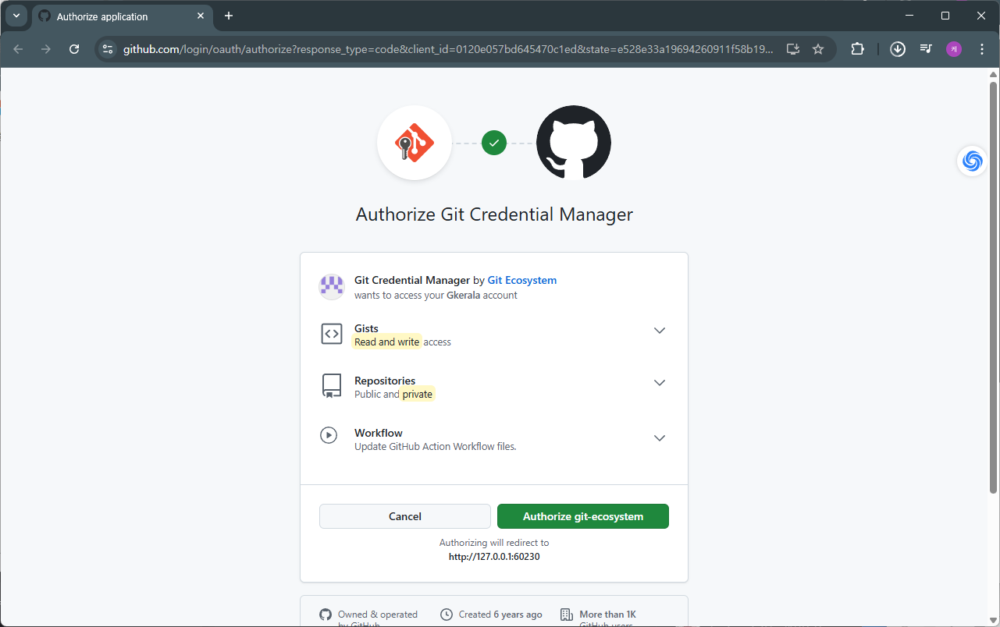 Authorize application
github.com/login/oauth/authorize?response_type=code&client_id=0120e057bd645470c1ed&state=e528e33a19694260911f58b19...
케
Authorize Git Credential Manager
Git Credential Manager by Git Ecosystem
wants to access your Gkerala account
Gists
Read and write access
Repositories
Public and private
Workflow
Update GitHub Action Workflow files.
Cancel
Authorize git-ecosystem
Authorizing will redirect to
http://127.0.0.1:60230
Owned & operated
by GitHub
Created 6 years ago
More than 1K
GitHub users